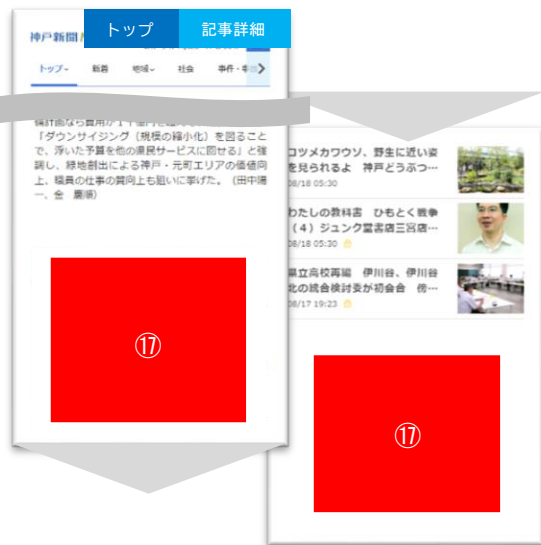 トップ
記事詳細
神戸新聞
トップ
新着
地域
社会
事件・事
「ダウンサイジング(規模の縮小化)を図ること
で、浮いた予算を他の県民サービスに回せる」と強
調し、緑地創出による神戸・元町エリアの価値向
上、職員の仕事の質向上も狙いに挙げた。(田中陽
一、金 慶順)
⑰
コツメカワウソ、野生に近い姿
を見られるよ 神戸どうぶつ…
08/18 05:30
わたしの教科書 ひもとく戦争
(4)ジュンク堂書店三宮店…
08/18 05:30
県立高校再編 伊川谷、伊川谷
北の統合検討委が初会合 傍…
08/17 19:23
⑰